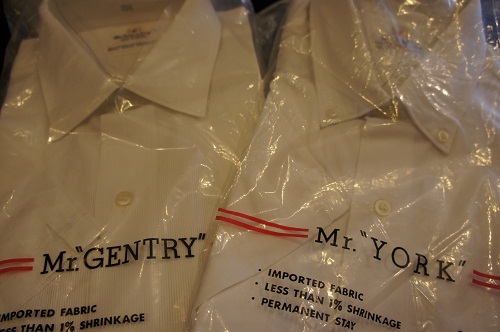 Mr. "GENTRY"
IMPORTED FABRIC
LESS THAN 1% SHRINKAGE
Mr. "YORK"
• IMPORTED FABRIC
• LESS THAN 1% SHRINKAGE
• PERMANENT STAY